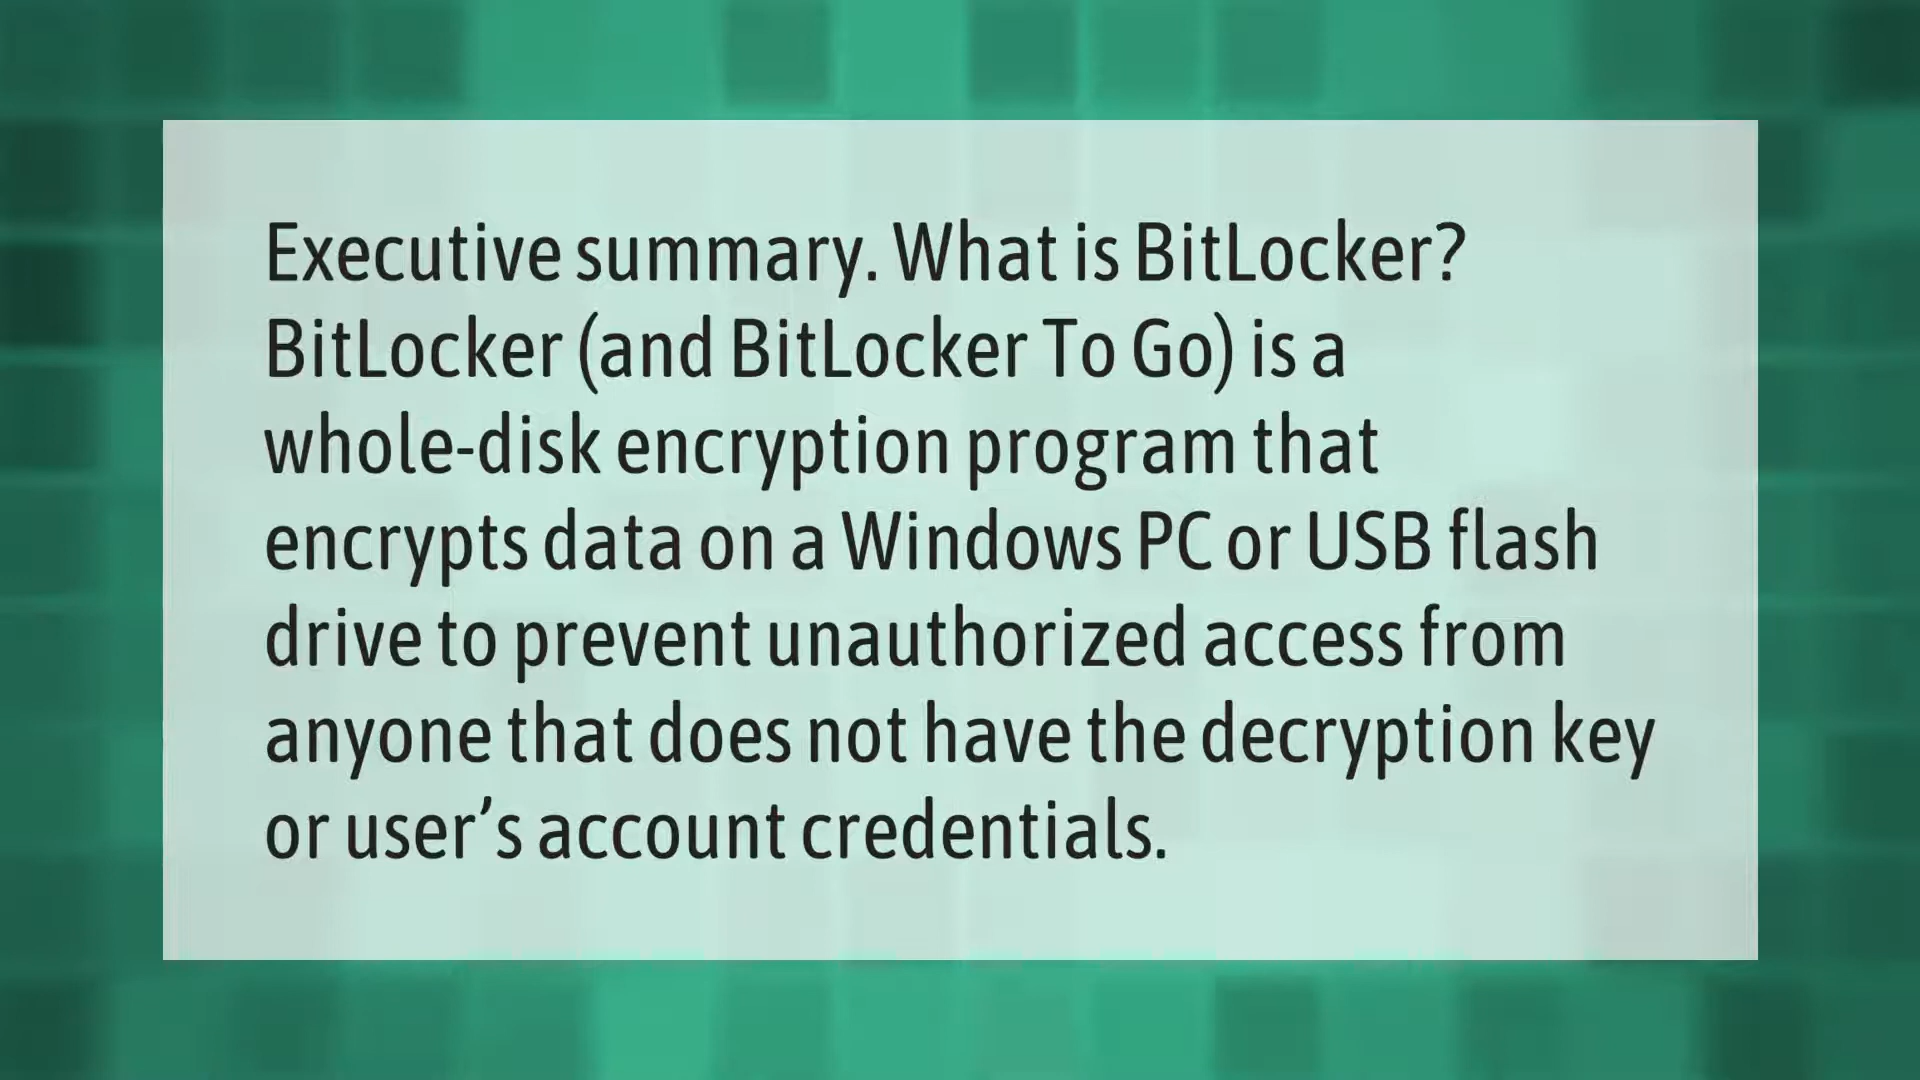 Executive summary. What is BitLocker?
BitLocker (and BitLocker To Go) is a
whole-disk encryption program that
encrypts data on a Windows PC or USB flash
drive to prevent unauthorized access from
anyone that does not have the decryption key
or user’s account credentials.